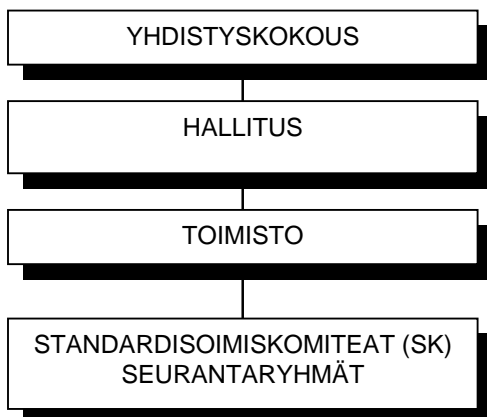 YHDISTYSKOKOUS
HALLITUS
TOIMISTO
STANDARDISOIMISKOMITEAT (SK)
SEURANTARYHMÄT